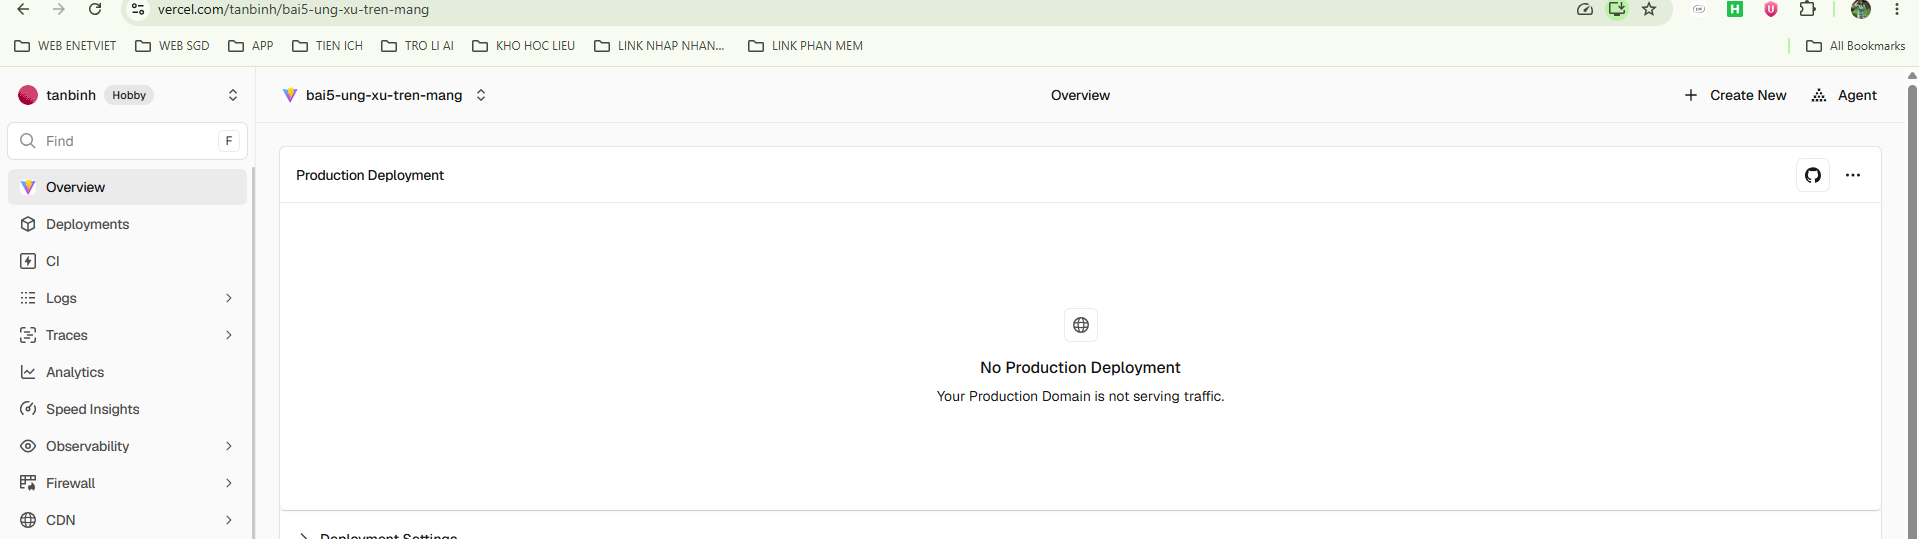 vercel.com/tanbinh/bai5-ung-xu-tren-mang
WEB ENETVIET
WEB SGD
APP
TIEN ICH
TRO LI AI
KHO HOC LIEU
LINK NHAP NHAN...
LINK PHAN MEM
All Bookmarks
tanbinh Hobby
bai5-ung-xu-tren-mang
Overview
Create New
Agent
Find F
Overview
Deployments
CI
Logs
Traces
Analytics
Speed Insights
Observability
Firewall
CDN
Production Deployment
No Production Deployment
Your Production Domain is not serving traffic.
Deployment Settings